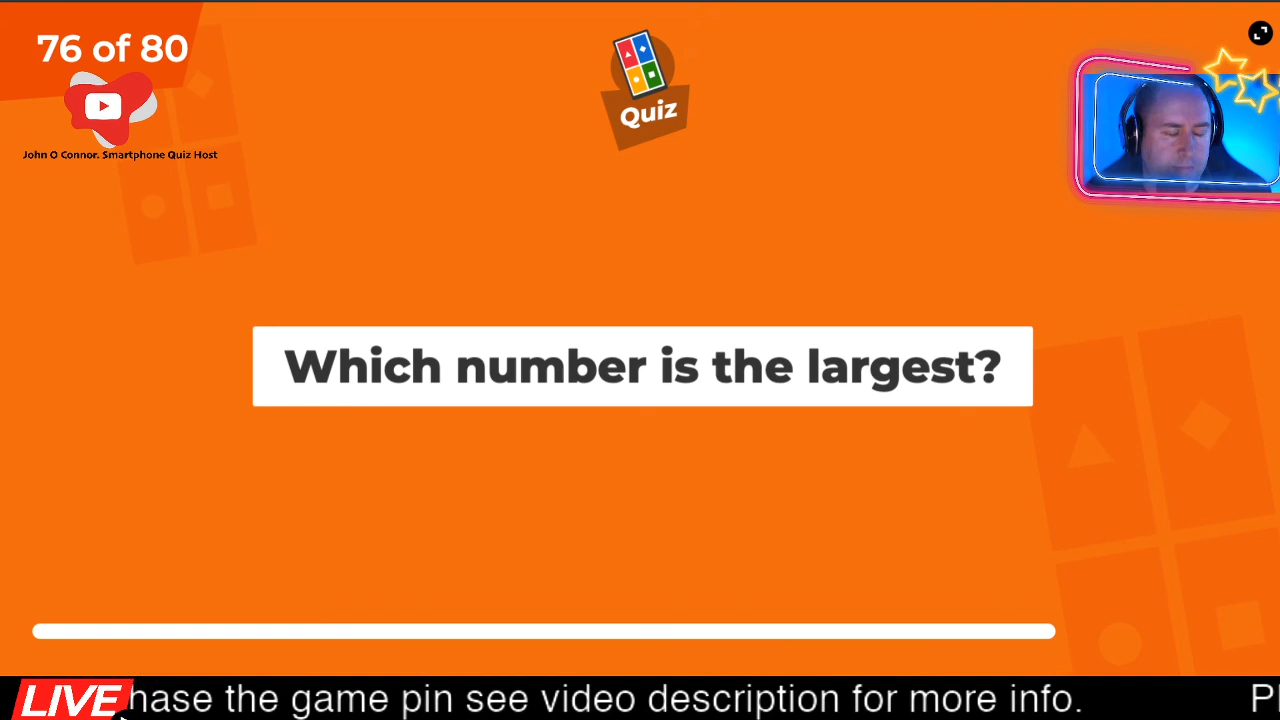 76 of 80
John O Connor. Smartphone Quiz Host
Quiz
Which number is the largest?
LIVE
hase the game pin see video description for more info.